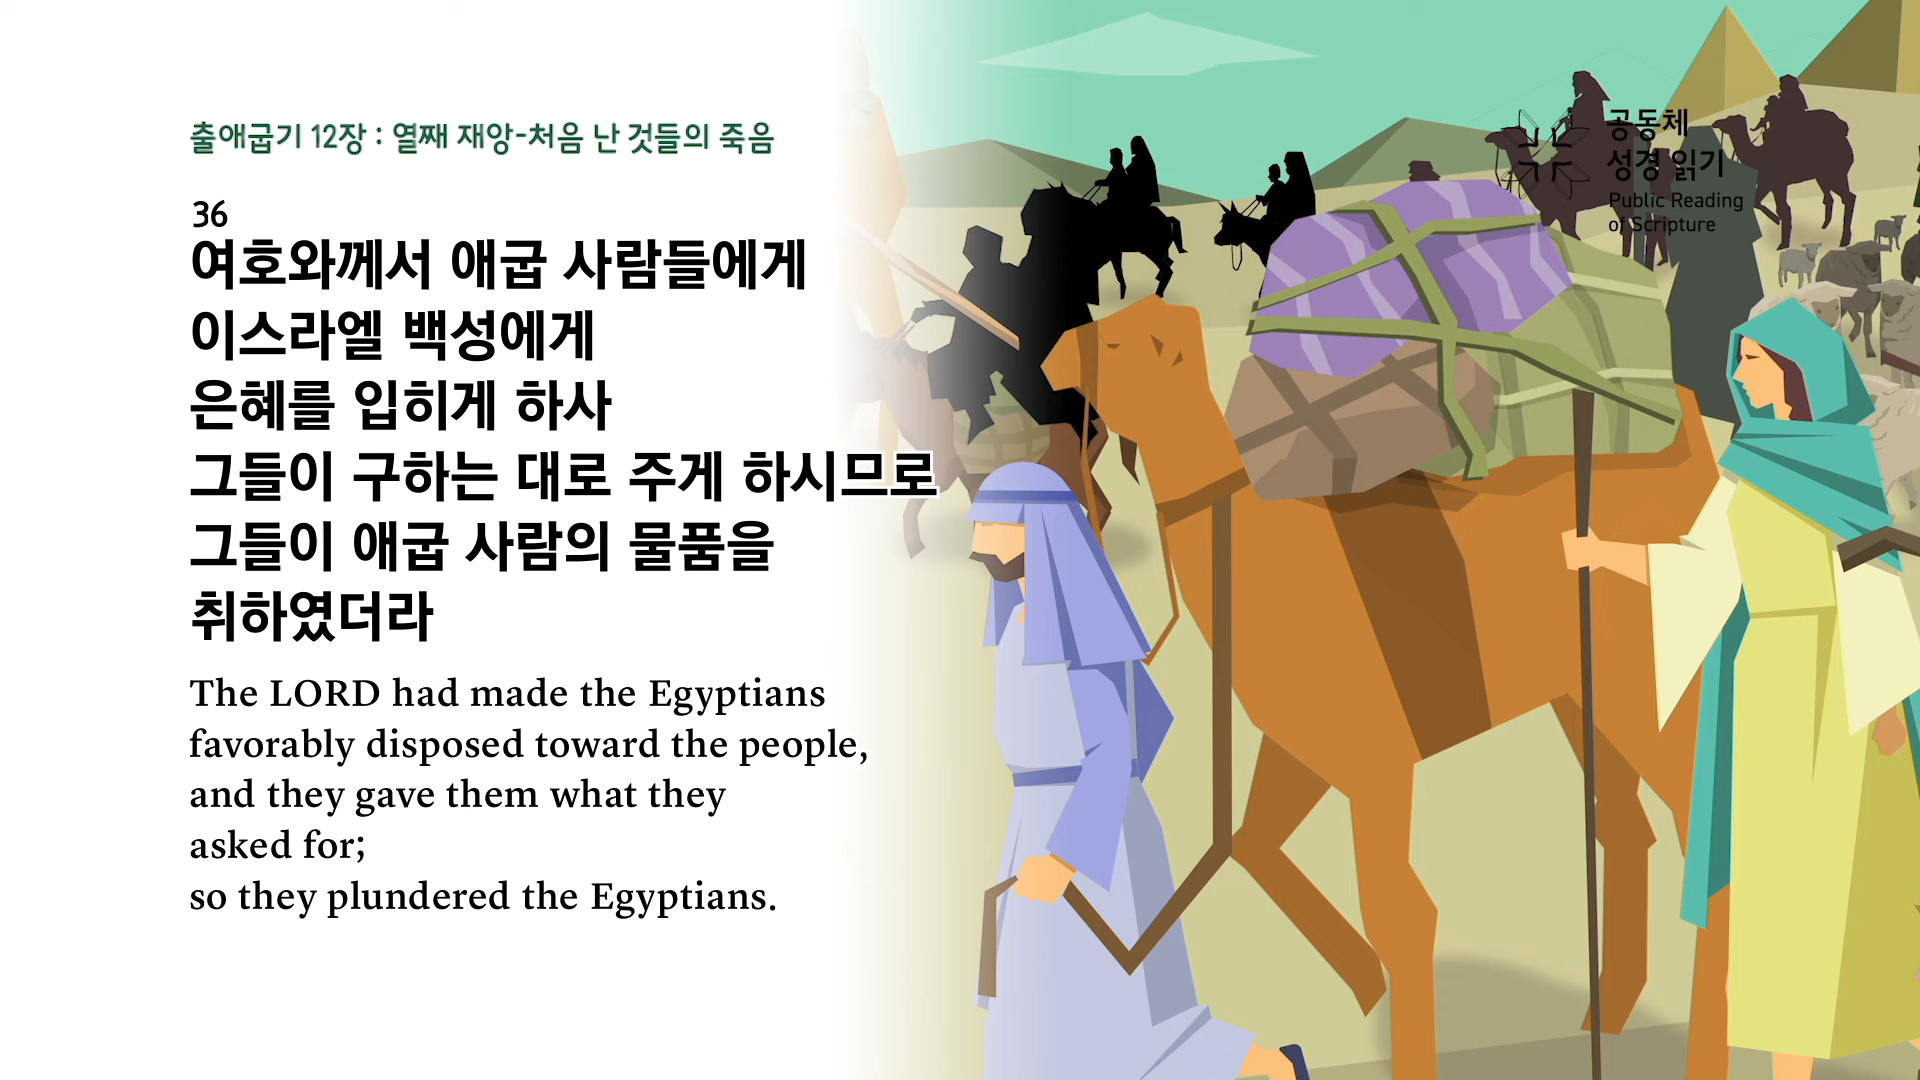 출애굽기 12장 : 열째 재앙-처음 난 것들의 죽음
36
여호와께서 애굽 사람들에게
이스라엘 백성에게
은혜를 입히게 하사
그들이 구하는 대로 주게 하시므로
그들이 애굽 사람의 물품을
취하였더라
The LORD had made the Egyptians
favorably disposed toward the people,
and they gave them what they
asked for;
so they plundered the Egyptians.
공동체
성경 읽기
Public Reading
of Scripture